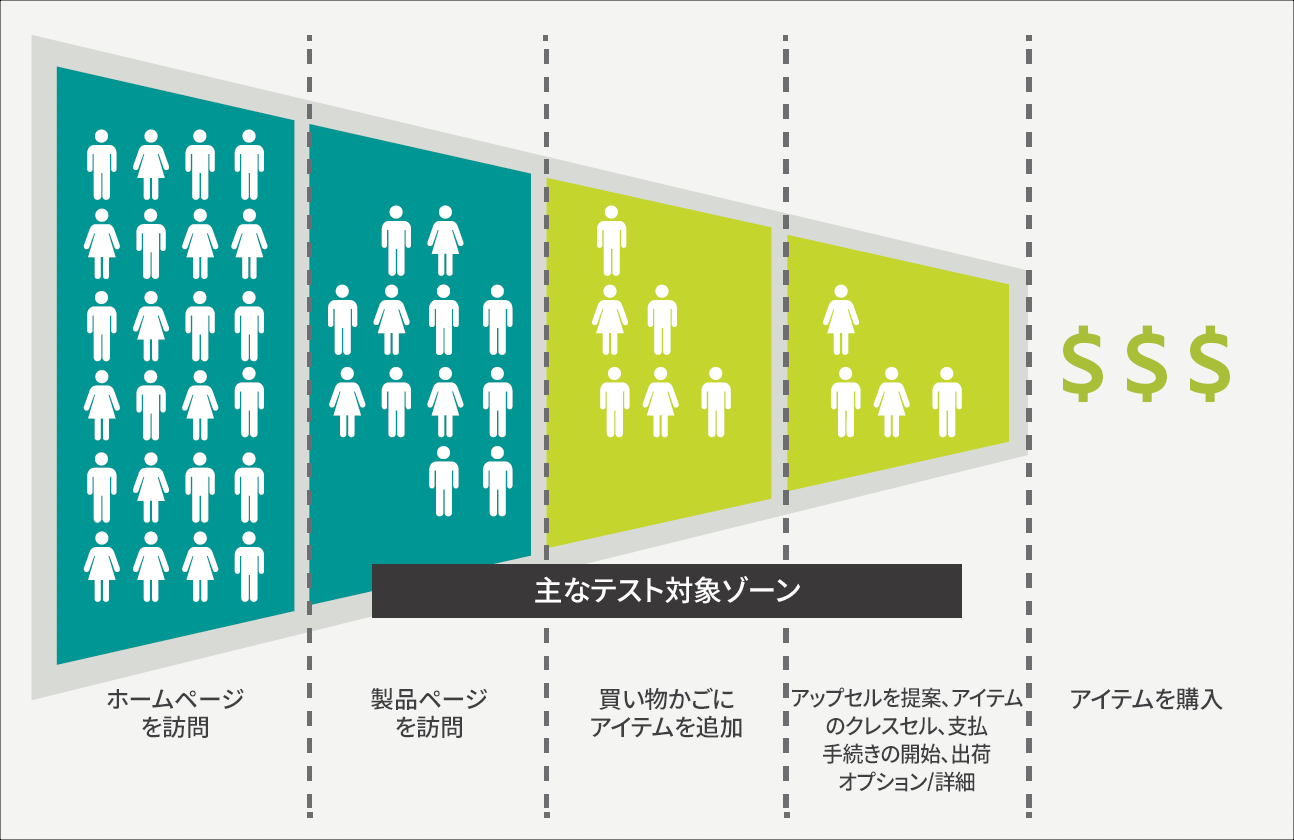 $ $ $
主なテスト対象ゾーン
ホームページ
を訪問
製品ページ
を訪問
買い物かごに
アイテムを追加
アップセルを提案、アイテム
のクレスセル、支払
手続きの開始、出荷
オプション/詳細
アイテムを購入